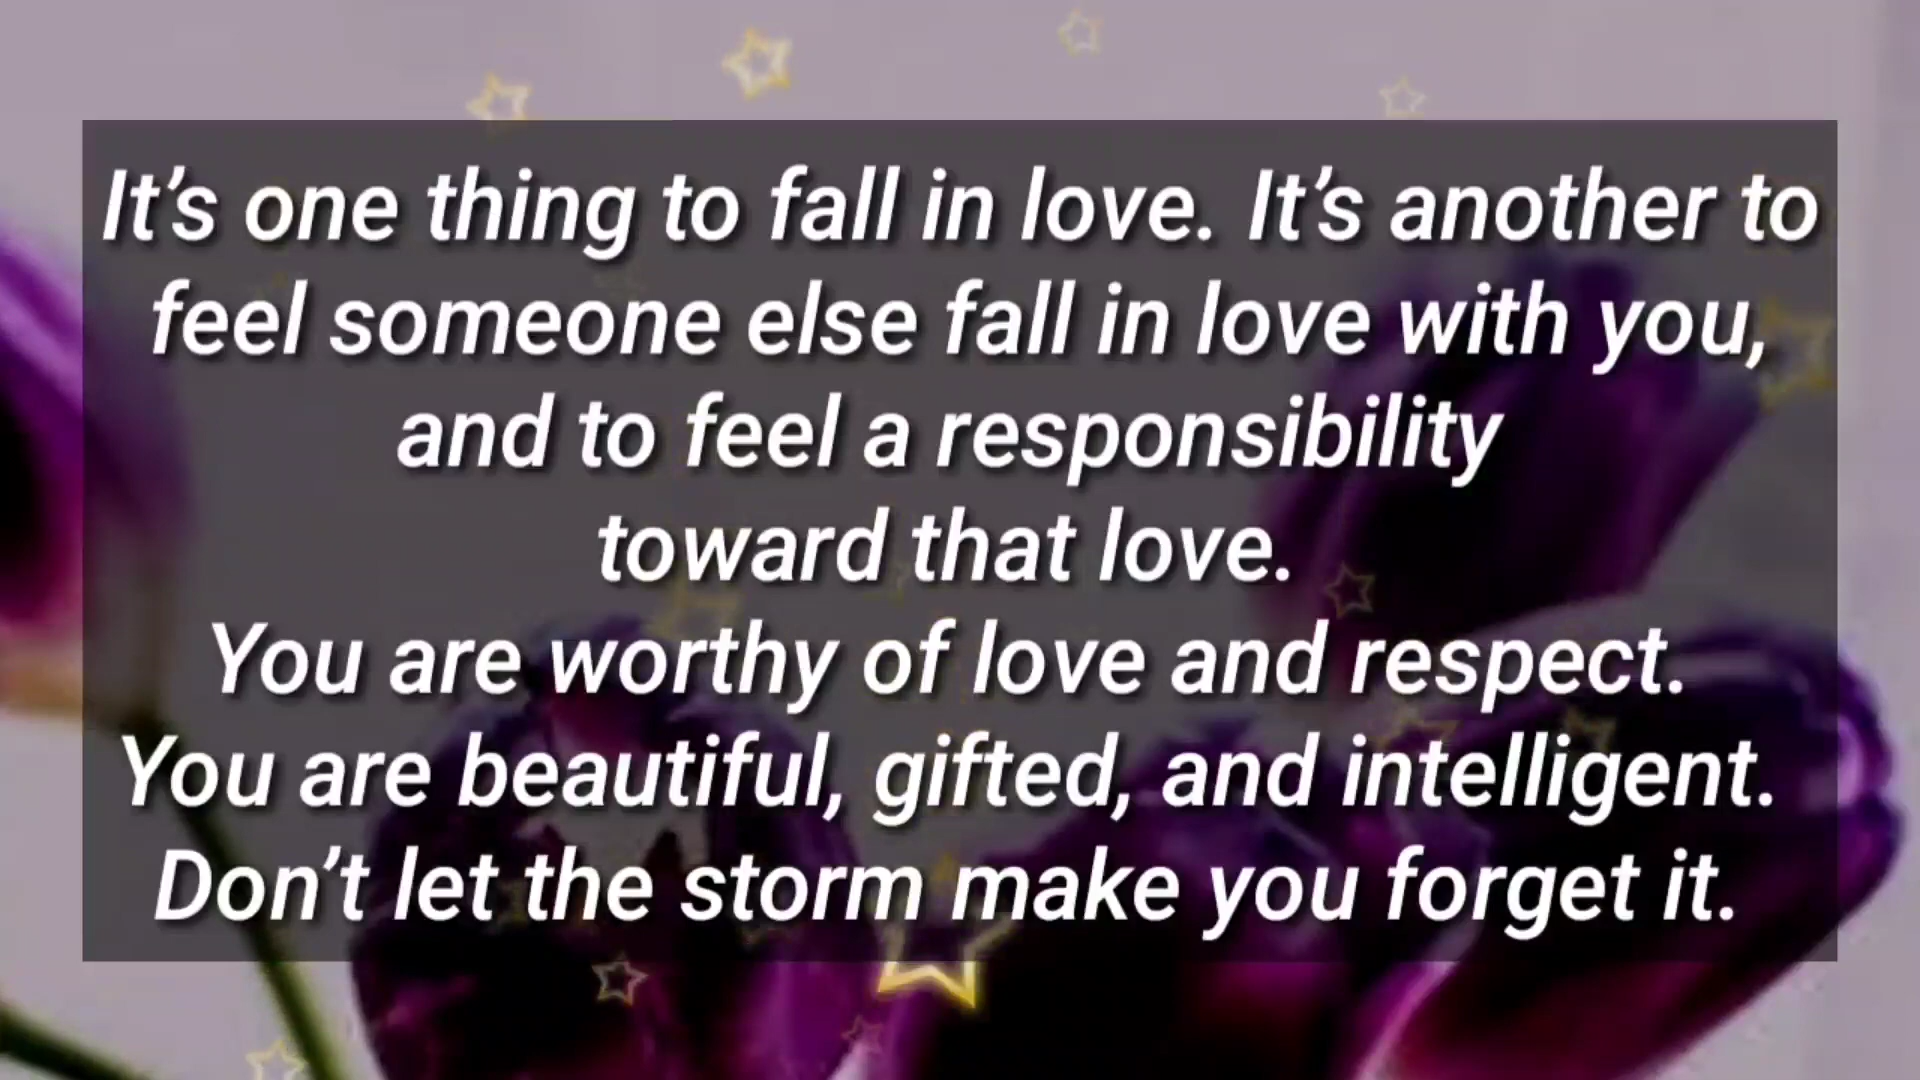 It’s one thing to fall in love. It’s another to
feel someone else fall in love with you,
and to feel a responsibility
toward that love.
You are worthy of love and respect.
You are beautiful, gifted, and intelligent.
Don’t let the storm make you forget it.